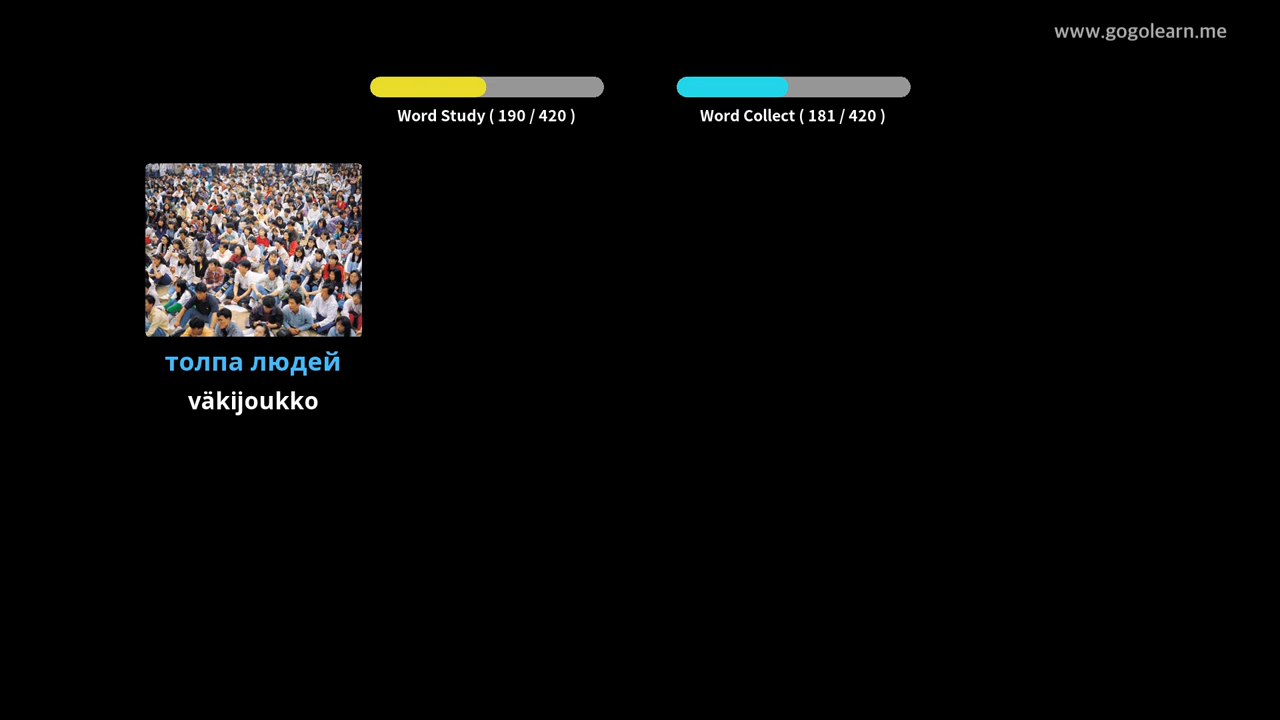 www.gogolearn.me
Word Study ( 190 / 420 )
Word Collect ( 181 / 420 )
толпа людей
väkijoukko